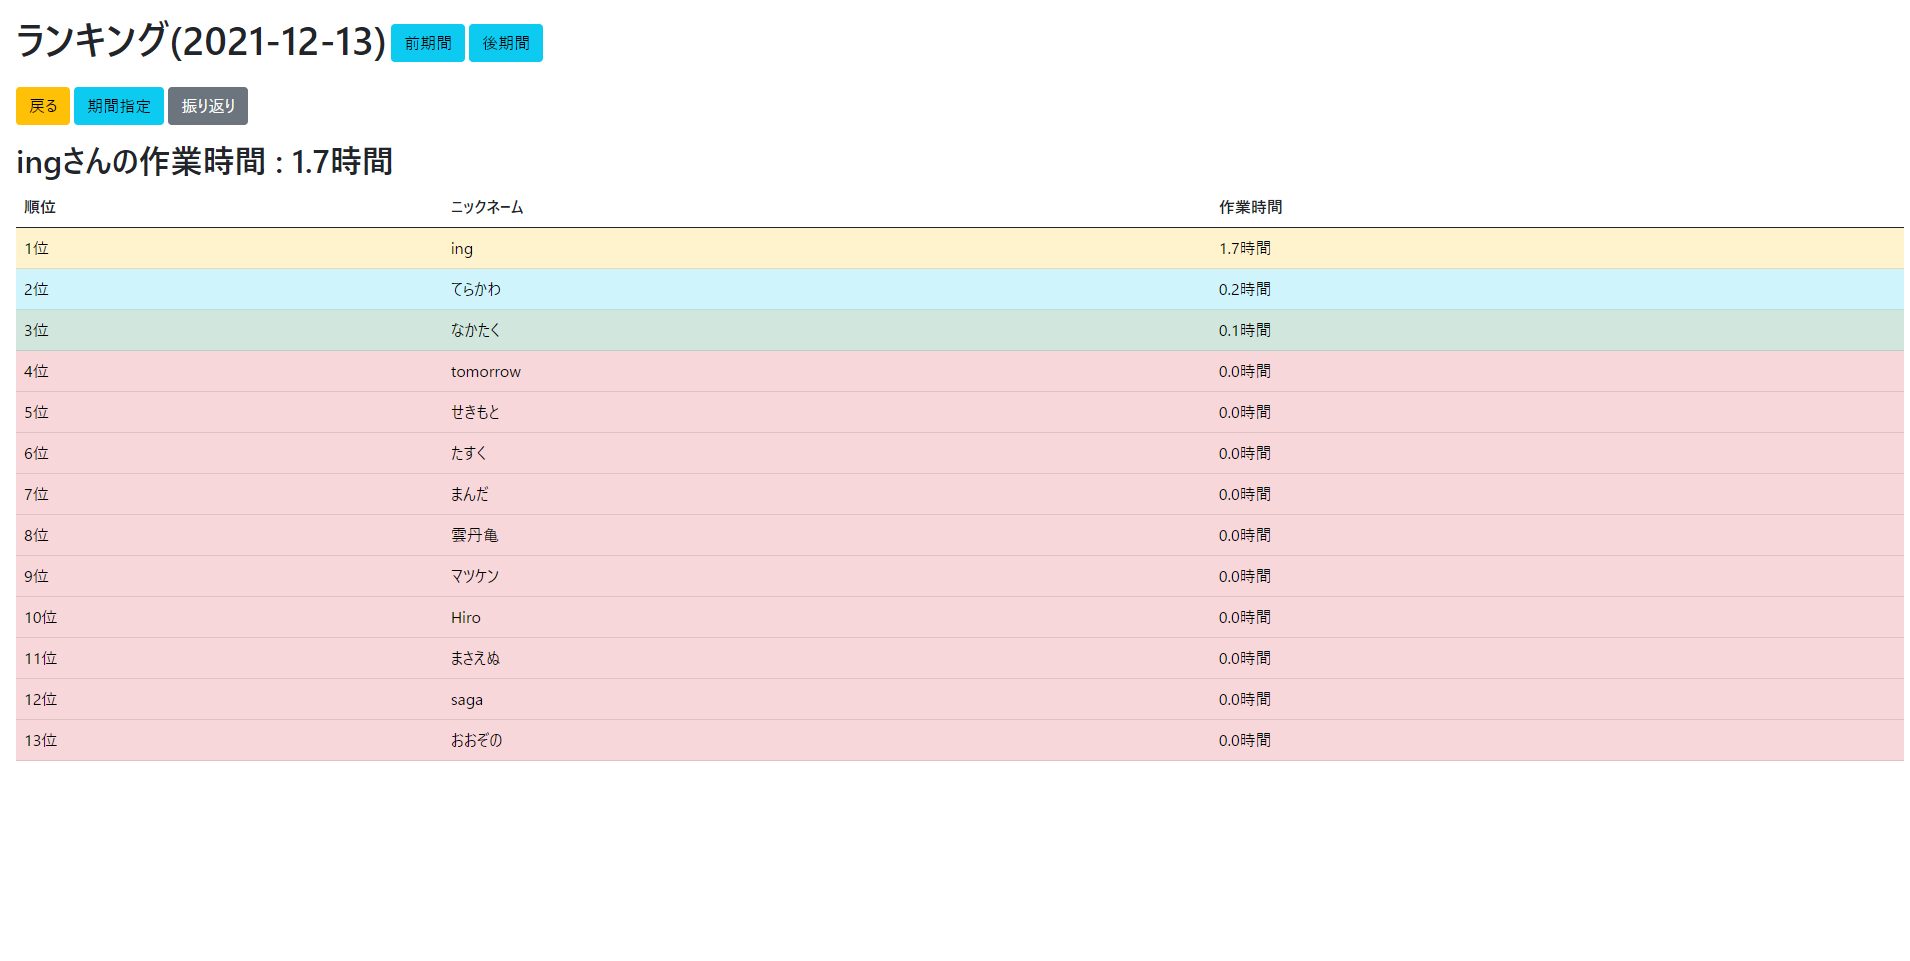 ランキング(2021-12-13) 前期間 後期間
戻る 期間指定 振り返り
ingさんの作業時間 : 1.7時間
順位 ニックネーム 作業時間
1位 ing 1.7時間
2位 てらかわ 0.2時間
3位 なかたく 0.1時間
4位 tomorrow 0.0時間
5位 せきもと 0.0時間
6位 たすく 0.0時間
7位 まんだ 0.0時間
8位 雲丹亀 0.0時間
9位 マツケン 0.0時間
10位 Hiro 0.0時間
11位 まさえぬ 0.0時間
12位 saga 0.0時間
13位 おおぞの 0.0時間